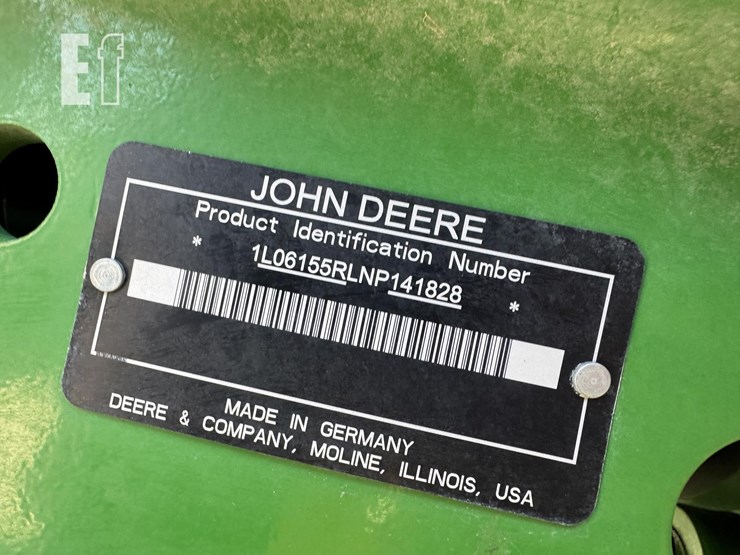 Ef
JOHN DEERE
Product Identification Number
* 1L06155RLNP141828 *
MADE IN GERMANY
DEERE & COMPANY, MOLINE, ILLINOIS, USA